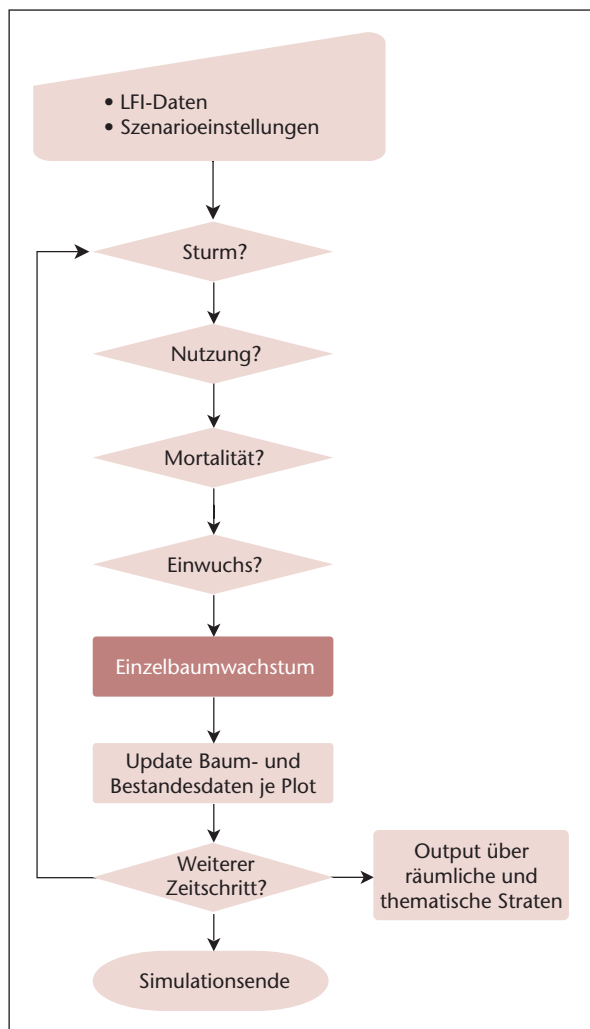 • LFI-Daten
• Szenarioeinstellungen
Sturm?
Nutzung?
Mortalität?
Einwuchs?
Einzelbaumwachstum
Update Baum- und
Bestandesdaten je Plot
Weiterer
Zeitschritt?
Output über
räumliche und
thematische Straten
Simulationsende